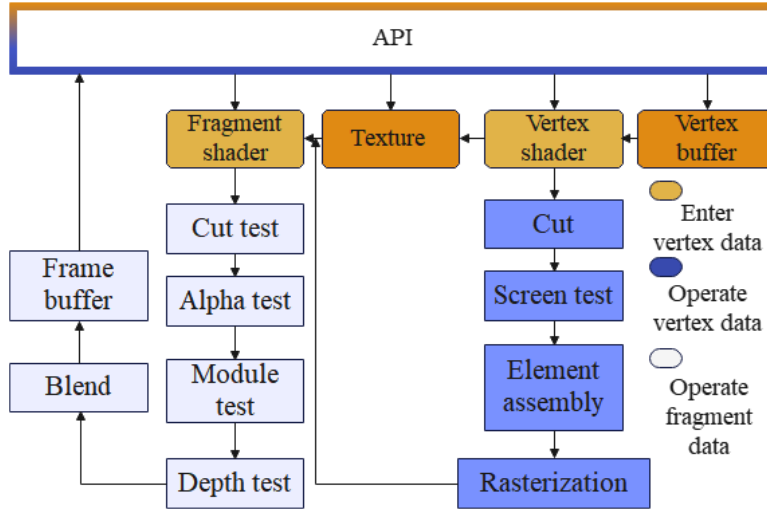 API
Fragment
shader
Texture
Vertex
shader
Vertex
buffer
Cut test
Cut
Enter
vertex data
Frame
buffer
Alpha test
Screen test
Operate
vertex data
Blend
Module
test
Element
assembly
Operate
fragment
data
Depth test
Rasterization